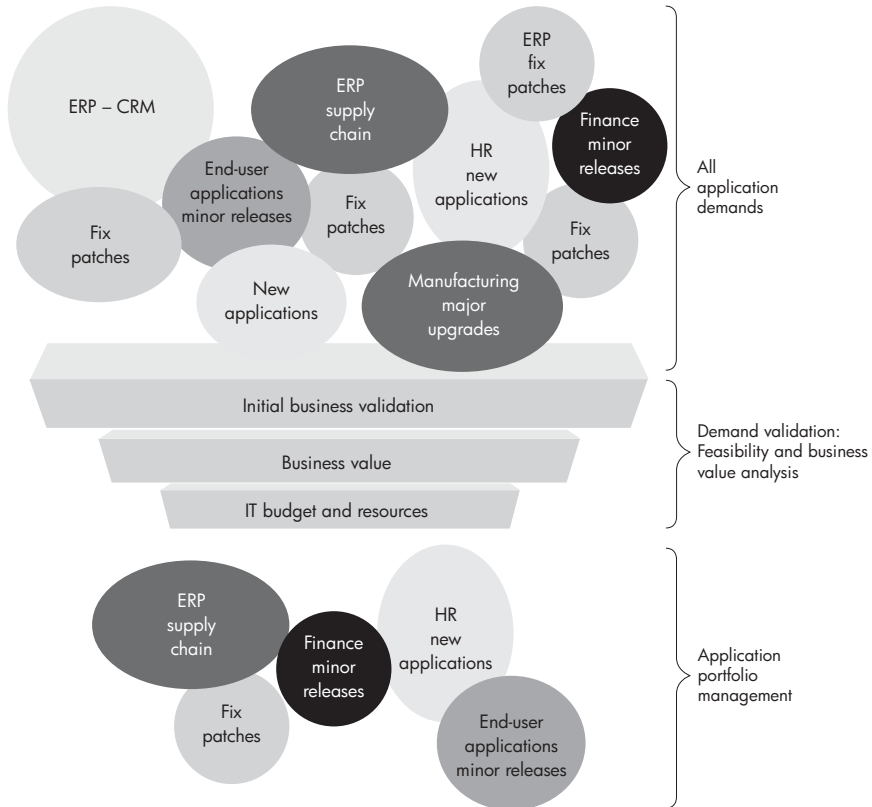 ERP – CRM
ERP
supply
chain
ERP
fix
patches
Finance
minor
releases
HR
new
applications
End-user
applications
minor releases
Fix
patches
Fix
patches
Fix
patches
New
applications
Manufacturing
major
upgrades
All
application
demands
Initial business validation
Business value
IT budget and resources
Demand validation:
Feasibility and business
value analysis
ERP
supply
chain
Finance
minor
releases
HR
new
applications
Fix
patches
End-user
applications
minor releases
Application
portfolio
management